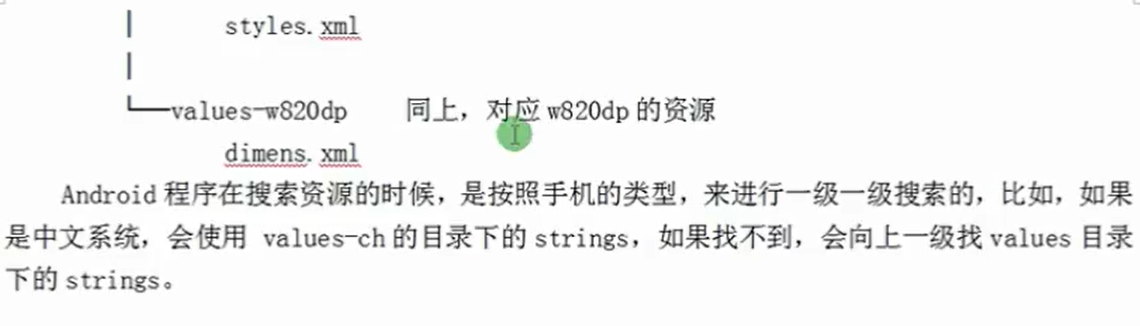 │ styles.xml
│
└──values-w820dp 同上，对应 w820dp 的资源
dimens.xml
Android 程序在搜索资源的时候，是按照手机的类型，来进行一级一级搜索的，比如，如果
是中文系统，会使用 values-ch 的目录下的 strings，如果找不到，会向上一级找 values 目录
下的 strings。